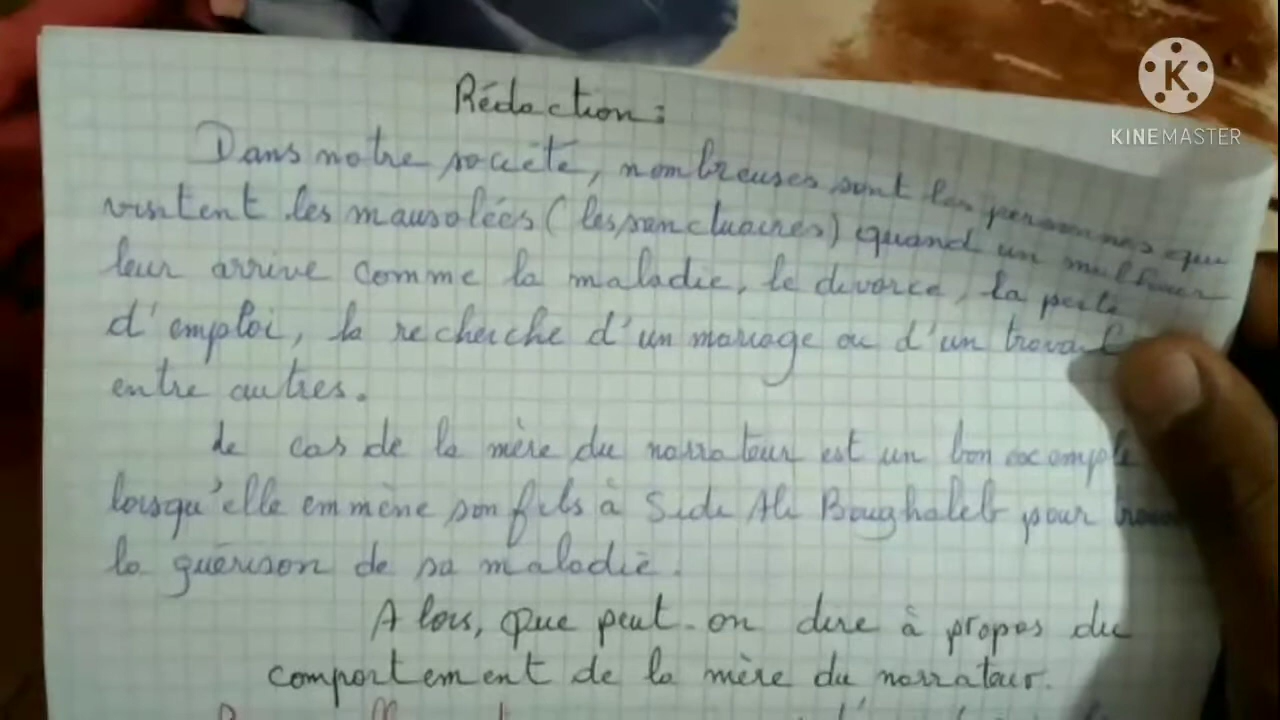 Rédaction:
Dans notre société, nombreuses sont les personnes qui
visitent les mausolées (les sanctuaires) quand un malheur
leur arrive comme la maladie, le divorce, la perte
d'emploi, la recherche d'un mariage ou d'un travail
entre autres.
Le cas de la mère du narrateur est un bon exemple
lorsqu'elle emmène son fils à Sidi Ali Boughaleb pour
la guérison de sa maladie.
Alors, que peut-on dire à propos du
comportement de la mère du narrateur.
KINEMASTER